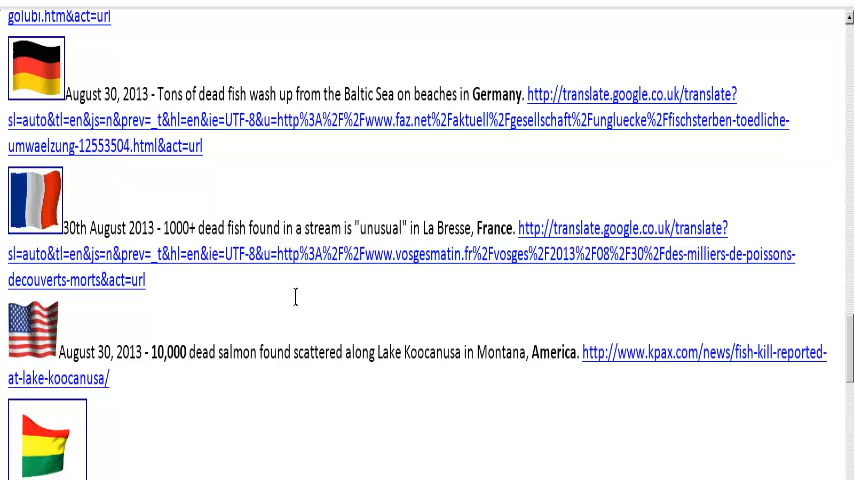 golubi.htm&act=url
August 30, 2013 - Tons of dead fish wash up from the Baltic Sea on beaches in Germany. http://translate.google.co.uk/translate?
sl=auto&tl=en&js=n&prev=_t&hl=en&ie=UTF-8&u=http%3A%2F%2Fwww.faz.net%2Faktuell%2Fgesellschaft%2Fungluecke%2Ffischsterben-toedliche-
umwaelzung-12553504.html&act=url
30th August 2013 - 1000+ dead fish found in a stream is "unusual" in La Bresse, France. http://translate.google.co.uk/translate?
sl=auto&tl=en&js=n&prev=_t&hl=en&ie=UTF-8&u=http%3A%2F%2Fwww.vosgesmatin.fr%2Fvosges%2F2013%2F08%2F30%2Fdes-milliers-de-poissons-
decouverts-morts&act=url
August 30, 2013 - 10,000 dead salmon found scattered along Lake Koocanusa in Montana, America. http://www.kpax.com/news/fish-kill-reported-
at-lake-koocanusa/